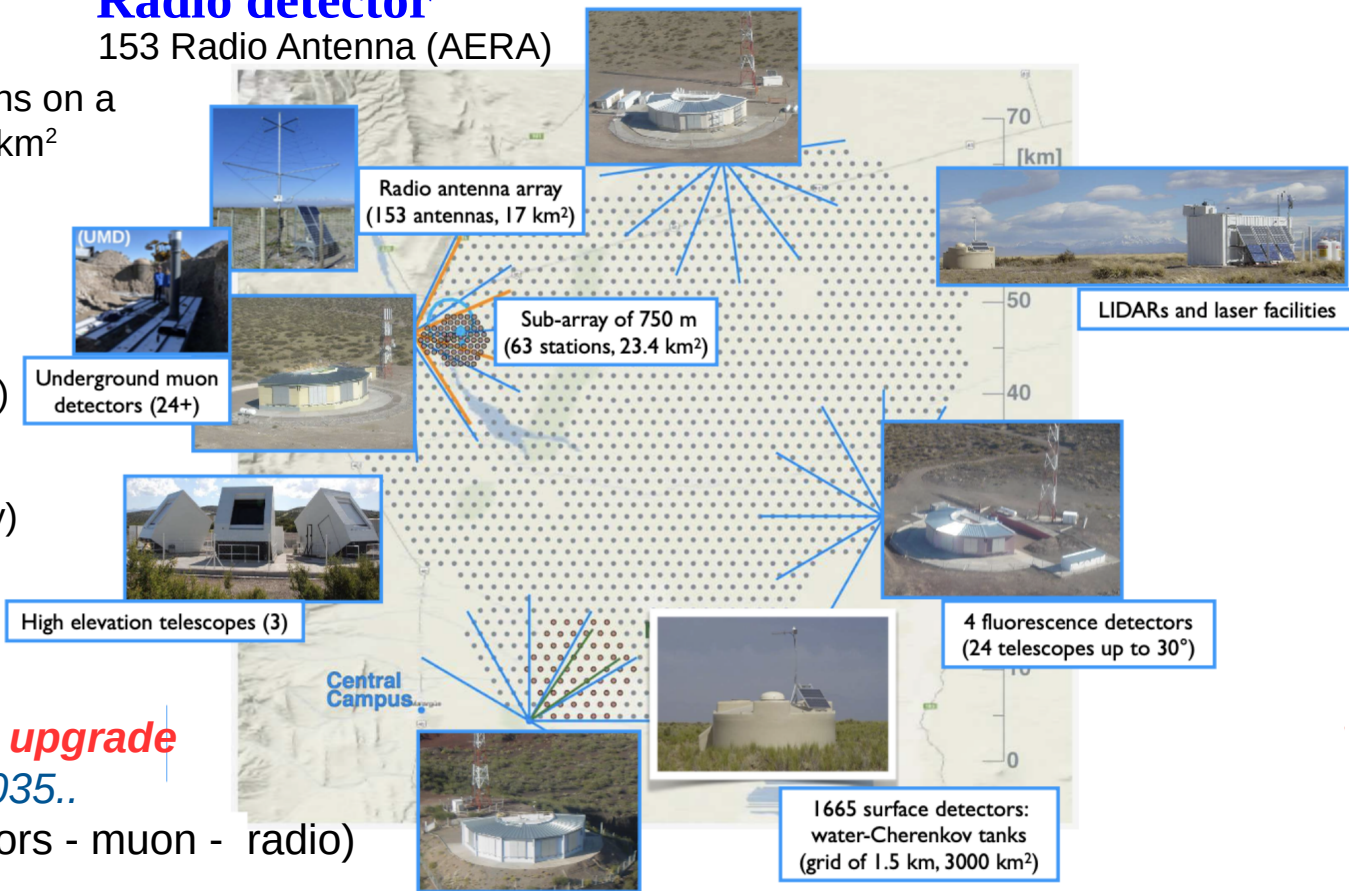 Radio detector
153 Radio Antenna (AERA)
ns on a
km²
70
[km]
Radio antenna array
(153 antennas, 17 km²)
(UMD)
50
LIDARs and laser facilities
Sub-array of 750 m
(63 stations, 23.4 km²)
Underground muon
detectors (24+)
)
40
y)
High elevation telescopes (3)
4 fluorescence detectors
(24 telescopes up to 30°)
10
Central
Campus
upgrade
035..
0
ors - muon - radio)
1665 surface detectors:
water-Cherenkov tanks
(grid of 1.5 km, 3000 km²)